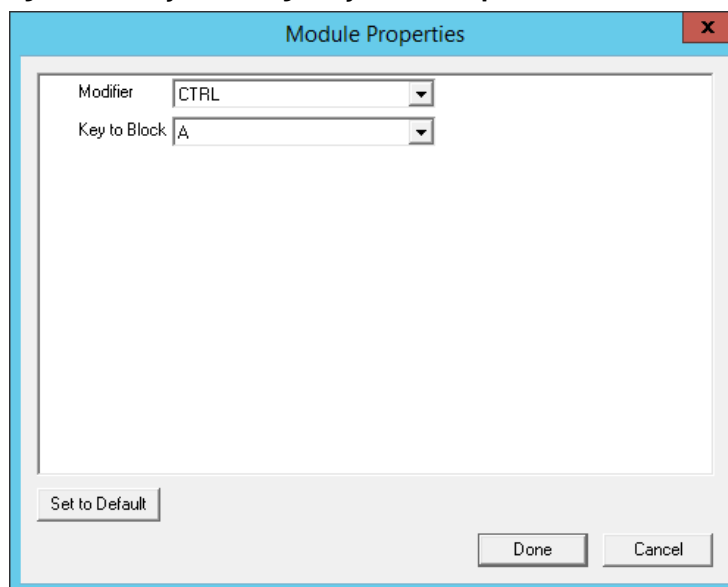 Module Properties
x
Modifier CTRL
Key to Block A
Set to Default
Done Cancel